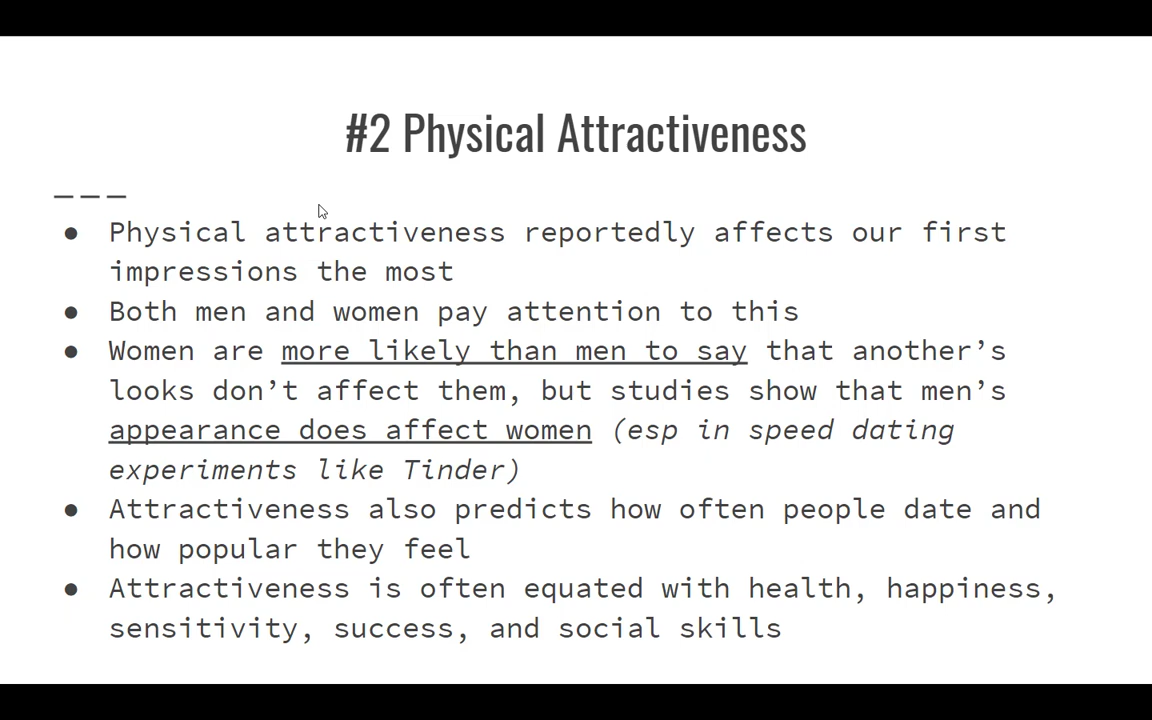 #2 Physical Attractiveness
● Physical attractiveness reportedly affects our first
impressions the most
● Both men and women pay attention to this
● Women are more likely than men to say that another’s
looks don’t affect them, but studies show that men’s
appearance does affect women (esp in speed dating
experiments like Tinder)
● Attractiveness also predicts how often people date and
how popular they feel
● Attractiveness is often equated with health, happiness,
sensitivity, success, and social skills